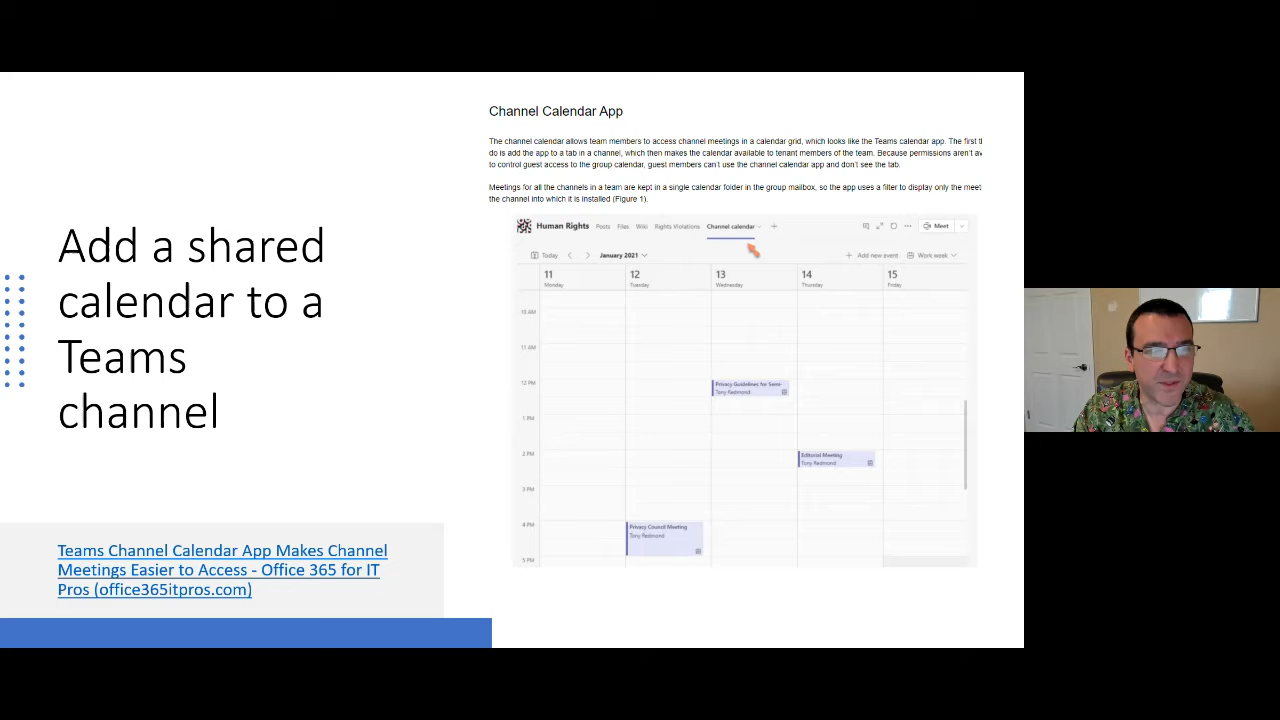 Add a shared
calendar to a
Teams
channel
Teams Channel Calendar App Makes Channel
Meetings Easier to Access - Office 365 for IT
Pros (office365itpros.com)
Channel Calendar App
The channel calendar allows team members to access channel meetings in a calendar grid, which looks like the Teams calendar app. The first
do is add the app to a tab in a channel, which then makes the calendar available to tenant members of the team. Because permissions aren't
to control guest access to the group calendar, guest members can't use the channel calendar app and don't see the tab.
Meetings for all the channels in a team are kept in a single calendar folder in the group mailbox, so the app uses a filter to display only the meet
the channel into which it is installed (Figure 1).
Human Rights Posts Files Wiki Rights Violations Channel calendar + Meet
Today January 2021 + Add new event Work week
11 12 13 14 15
Monday Tuesday Wednesday Thursday Friday
10 AM
11 AM
12 PM
Privacy Guidelines for Semi-
Tony Redmond
1 PM
2 PM
Editorial Meeting
Tony Redmond
3 PM
4 PM
Privacy Council Meeting
Tony Redmond
5 PM